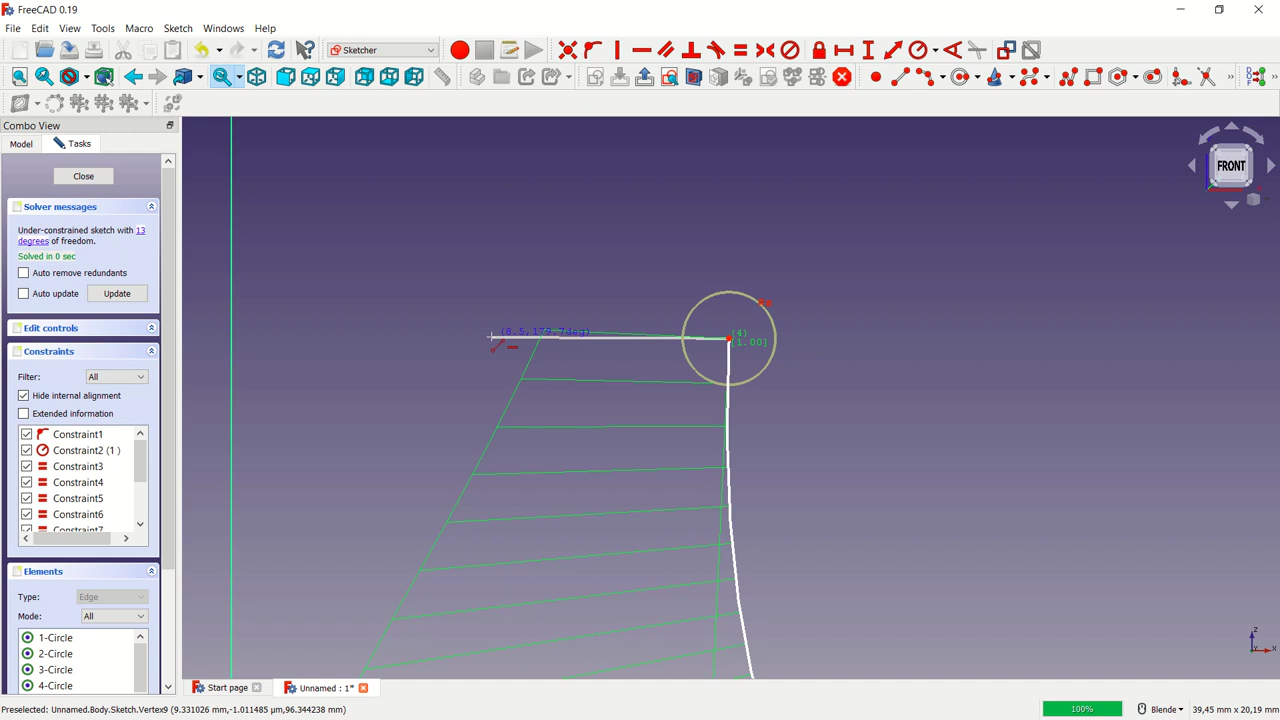 FreeCAD 0.19
File Edit View Tools Macro Sketch Windows Help
Sketcher
Combo View
Model Tasks
Close
Solver messages
Under-constrained sketch with 13
degrees of freedom.
Solved in 0 sec
Auto remove redundants
Auto update Update
Edit controls
Constraints
Filter: All
Hide internal alignment
Extended information
Constraint1
Constraint2 (1 )
Constraint3
Constraint4
Constraint5
Constraint6
Constraint7
Elements
Type: Edge
Mode: All
1-Circle
2-Circle
3-Circle
4-Circle
(8.5,179.7deg)
(4)
[1.00]
FRONT
z
x
Start page
Unnamed : 1*
Preselected: Unnamed.Body.Sketch.Vertex9 (9.331026 mm,-1.011485 µm,96.344238 mm)
100%
Blende
39,45 mm x 20,19 mm